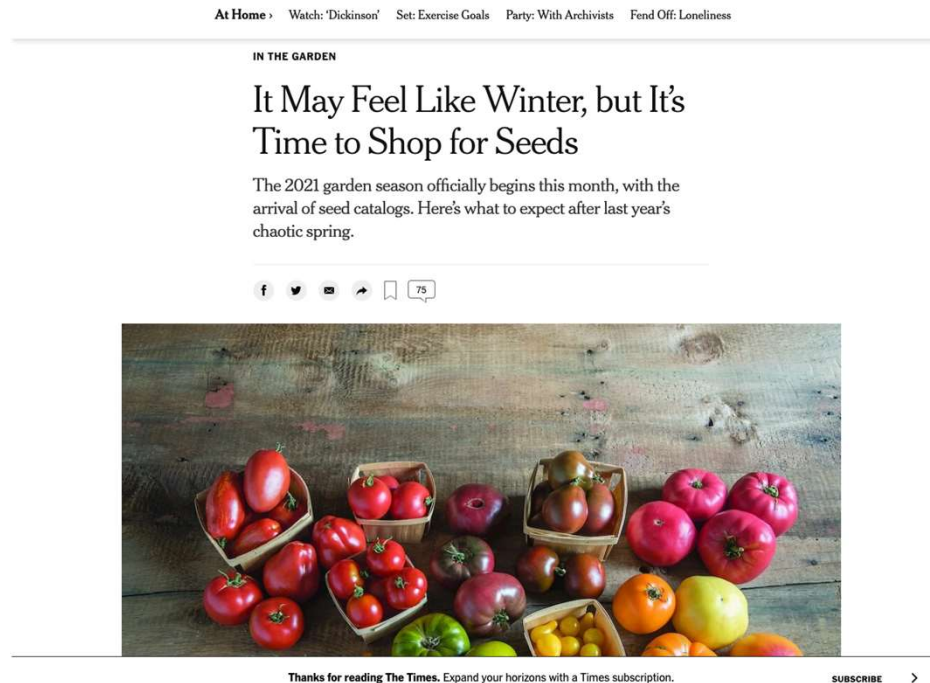 At Home › Watch: ‘Dickinson’ Set: Exercise Goals Party: With Archivists Fend Off: Loneliness
IN THE GARDEN
It May Feel Like Winter, but It’s
Time to Shop for Seeds
The 2021 garden season officially begins this month, with the
arrival of seed catalogs. Here’s what to expect after last year’s
chaotic spring.
75
Thanks for reading The Times. Expand your horizons with a Times subscription. SUBSCRIBE